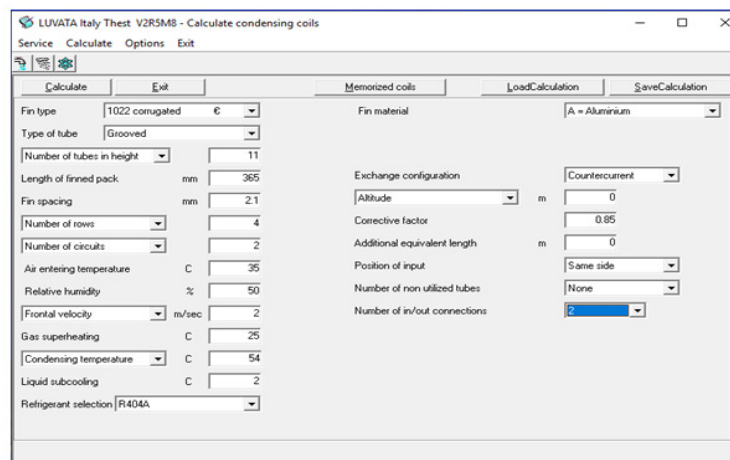 LUVATA Italy Thest V2R5M8 - Calculate condensing coils
Service Calculate Options Exit
Calculate Exit Memorized coils LoadCalculation SaveCalculation
Fin type 1022 corrugated € Fin material A = Aluminium
Type of tube Grooved
Number of tubes in height 11
Length of finned pack mm 365 Exchange configuration Countercurrent
Fin spacing mm 2.1 Altitude m 0
Number of rows 4 Corrective factor 0.85
Number of circuits 2 Additional equivalent length m 0
Air entering temperature C 35 Position of input Same side
Relative humidity % 50 Number of non utilized tubes None
Frontal velocity m/sec 2 Number of in/out connections 2
Gas superheating C 25
Condensing temperature C 54
Liquid subcooling C 2
Refrigerant selection R404A